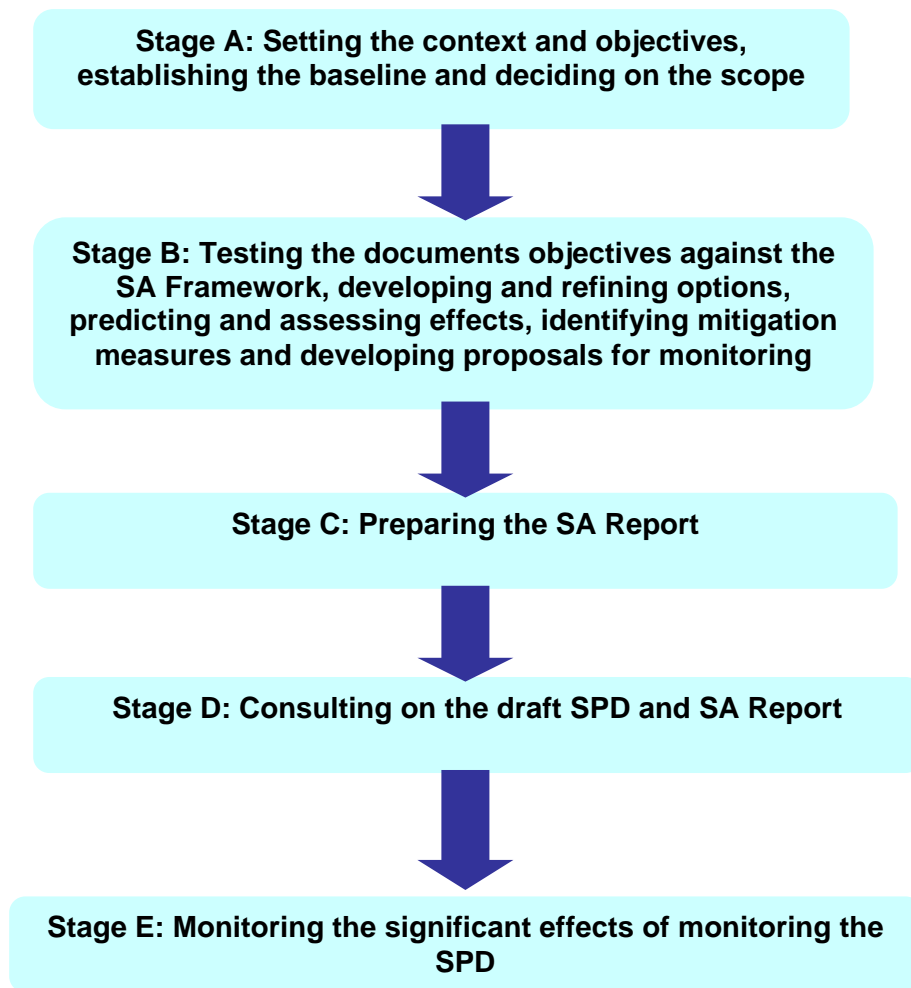 Stage A: Setting the context and objectives,
establishing the baseline and deciding on the scope
Stage B: Testing the documents objectives against the
SA Framework, developing and refining options,
predicting and assessing effects, identifying mitigation
measures and developing proposals for monitoring
Stage C: Preparing the SA Report
Stage D: Consulting on the draft SPD and SA Report
Stage E: Monitoring the significant effects of monitoring the
SPD